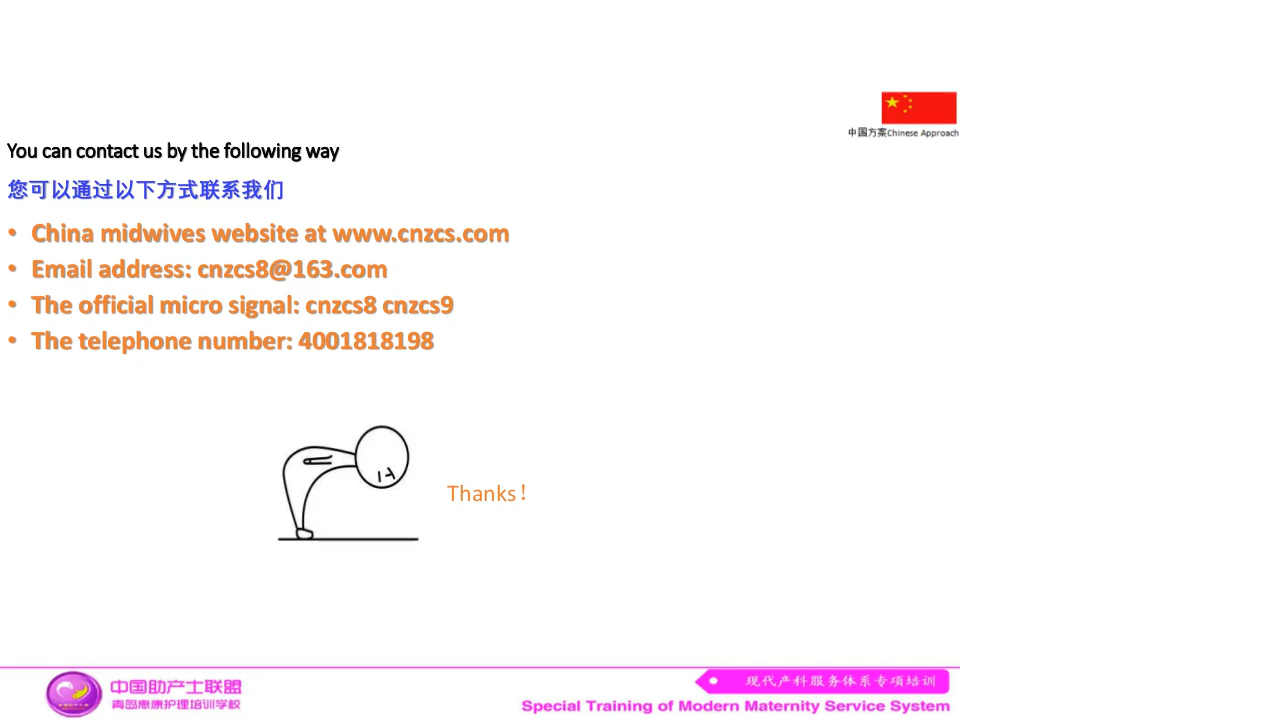 中国方案Chinese Approach
You can contact us by the following way
您可以通过以下方式联系我们
• China midwives website at www.cnzcs.com
• Email address: cnzcs8@163.com
• The official micro signal: cnzcs8 cnzcs9
• The telephone number: 4001818198
Thanks！
中国助产士联盟
青岛惠康护理培训学校
现代产科服务体系专项培训
Special Training of Modern Maternity Service System